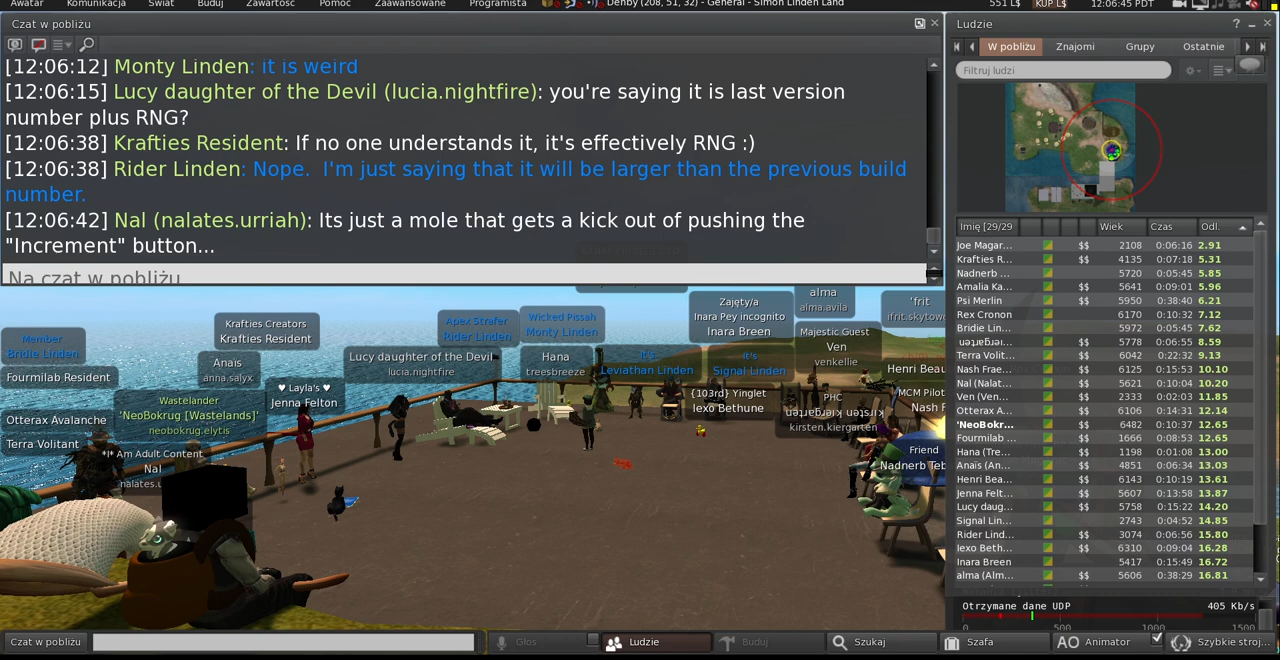 Awatar Komunikacja Świat Buduj Zawartość Pomoc Zaawansowane Programista Denby (208, 51, 32) - General - Simon Linden Land 551 L$ KUP L$ 12:06:45 PDT
Czat w pobliżu
[12:06:12] Monty Linden: it is weird
[12:06:15] Lucy daughter of the Devil (lucia.nightfire): you're saying it is last version
number plus RNG?
[12:06:38] Krafties Resident: If no one understands it, it's effectively RNG :)
[12:06:38] Rider Linden: Nope. I'm just saying that it will be larger than the previous build
number.
[12:06:42] Nal (nalates.urriah): Its just a mole that gets a kick out of pushing the
"Increment" button...
Na czat w pobliżu
Member
Bridie Linden
Fourmilab Resident
Otterax Avalanche
Terra Volitant
Krafties Creators
Krafties Resident
Anaïs
anna.salyx
♥ Layla's ♥
Jenna Felton
Wastelander
'NeoBokrug [Wastelands]'
neobokrug.elytis
Am Adult Content
Nal
nalates.u
Lucy daughter of the Devil
lucia.nightfire
Apex Strafer
Rider Linden
Wicked Pissah
Monty Linden
Hana
treesbreeze
It's
Leviathan Linden
It's
Signal Linden
Zajęty/a
Inara Pey incognito
Inara Breen
alma
alma.avila
'frit
ifrit.skytow
Majestic Guest
Ven
venkellie
Henri Beau
{103rd} Yinglet
Iexo Bethune
PHC
kirsten.kiergarten
MCM Pilot
Nash F
Friend
Nadnerb Teb
Ludzie
W pobliżu Znajomi Grupy Ostatnie
Filtruj ludzi
Imię [29/29 Wiek Czas Odl.
Joe Magar... $$ 2108 0:06:16 2.91
Krafties R... $$ 4135 0:07:18 5.31
Nadnerb ... 5720 0:05:45 5.85
Amalia Ka... $$ 5641 0:09:01 5.96
Psi Merlin $$ 5950 0:38:40 6.21
Rex Cronon 6170 0:10:32 7.12
Bridie Lin... 5972 0:05:45 7.62
$$ 5778 0:06:55 8.59
Terra Volit... $$ 6042 0:22:32 9.13
Nash Frae... $$ 6125 0:15:53 10.10
Nal (Nalat... $$ 5621 0:10:04 10.20
Ven (Ven... $$ 2333 0:02:03 11.85
Otterax A... $$ 6106 0:14:31 12.14
'NeoBokr... $$ 6482 0:10:37 12.65
Fourmilab ... $$ 1666 0:08:53 12.65
Hana (Tre... $$ 1198 0:01:08 13.00
Anaïs (An... $$ 4851 0:06:34 13.03
Henri Bea... $$ 6143 0:10:19 13.61
Jenna Felt... $$ 5607 0:13:58 13.87
Lucy daug... $$ 5758 0:15:22 14.20
Signal Lin... 2743 0:04:52 14.85
Rider Lind... $$ 3074 0:06:56 15.80
Iexo Beth... $$ 6310 0:09:04 16.28
Inara Breen 5417 0:15:49 16.72
alma (Alm... $$ 5606 0:38:29 16.81
Otrzymane dane UDP 405 Kb/s
0 500 1000 1500
Czat w pobliżu Głos Ludzie Buduj Szukaj Szafa AO Animator Szybkie stroj...